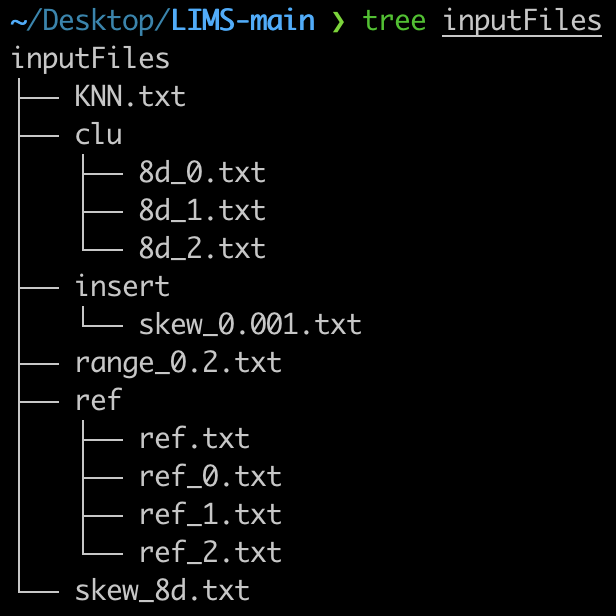 ~/Desktop/LIMS-main ❯ tree inputFiles
inputFiles
├── KNN.txt
├── clu
│   ├── 8d_0.txt
│   ├── 8d_1.txt
│   └── 8d_2.txt
├── insert
│   └── skew_0.001.txt
├── range_0.2.txt
├── ref
│   ├── ref.txt
│   ├── ref_0.txt
│   ├── ref_1.txt
│   └── ref_2.txt
└── skew_8d.txt